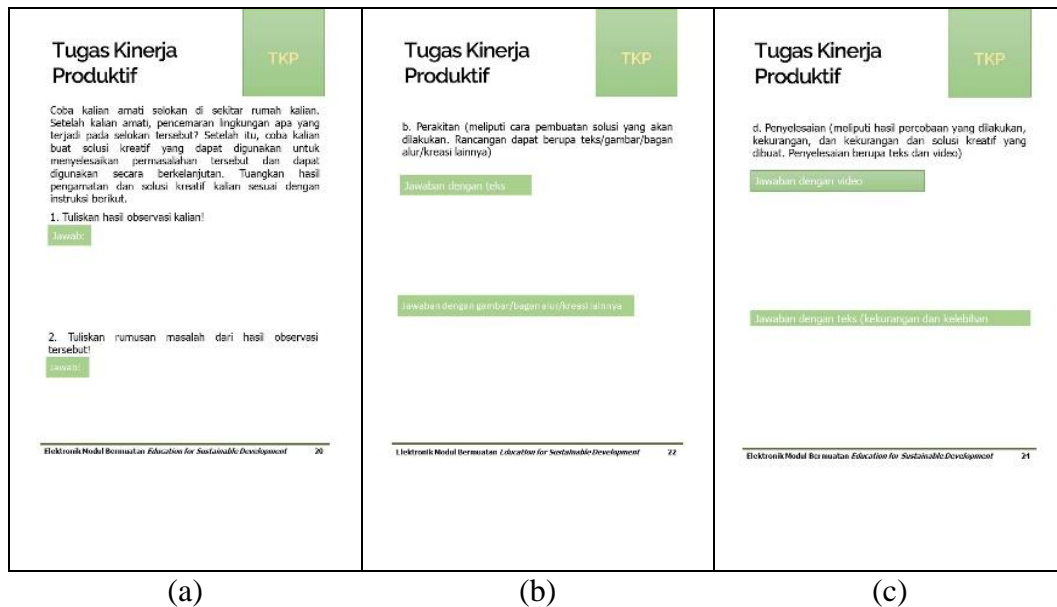 Tugas Kinerja
Produktif
TKP
Coba kalian amati selokan di sekitar rumah kalian.
Setelah kalian amati, pencemaran lingkungan apa yang
terjadi pada selokan tersebut? Setelah itu, coba kalian
buat solusi kreatif yang dapat digunakan untuk
menyelesaikan permasalahan tersebut dan dapat
digunakan secara berkelanjutan. Tuangkan hasil
pengamatan dan solusi kreatif kalian sesuai dengan
instruksi berikut.
1. Tuliskan hasil observasi kalian!
Jawab:
2. Tuliskan rumusan masalah dari hasil observasi
tersebut!
Jawab:
Elektronik Modul Bermuatan Education for Sustainable Development 20
(a)
Tugas Kinerja
Produktif
TKP
b. Perakitan (meliputi cara pembuatan solusi yang akan
dilakukan. Rancangan dapat berupa teks/gambar/bagan
alur/kreasi lainnya)
Jawaban dengan teks
Jawaban dengan gambar/bagan alur/kreasi lainnya
Elektronik Modul Bermuatan Education for Sustainable Development 22
(b)
Tugas Kinerja
Produktif
TKP
d. Penyelesaian (meliputi hasil percobaan yang dilakukan,
kekurangan, dan kekurangan dari solusi kreatif yang
dibuat. Penyelesaian berupa teks dan video)
Jawaban dengan video
Jawaban dengan teks (kekurangan dan kelebihan
Elektronik Modul Bermuatan Education for Sustainable Development 24
(c)